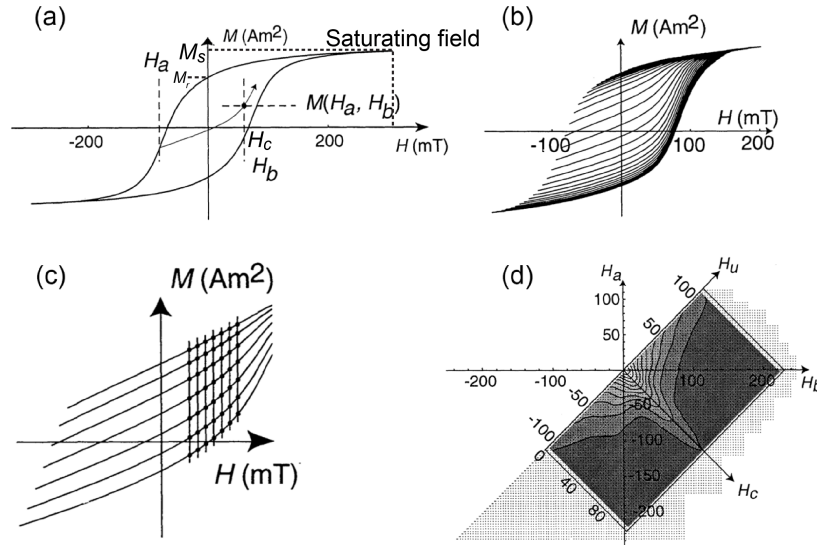 (a)
M (Am2)
Saturating field
Ms
Ha
Mr
M(Ha, Hb)
-200
Hc
200
H (mT)
Hb
(b)
M (Am2)
H (mT)
-100
100
200
(c)
M (Am2)
H (mT)
(d)
Ha
Hu
100
100
50
50
-200
-100
100
200
Hb
-50
-50
-100
-100
0
-150
40
Hc
80
-200